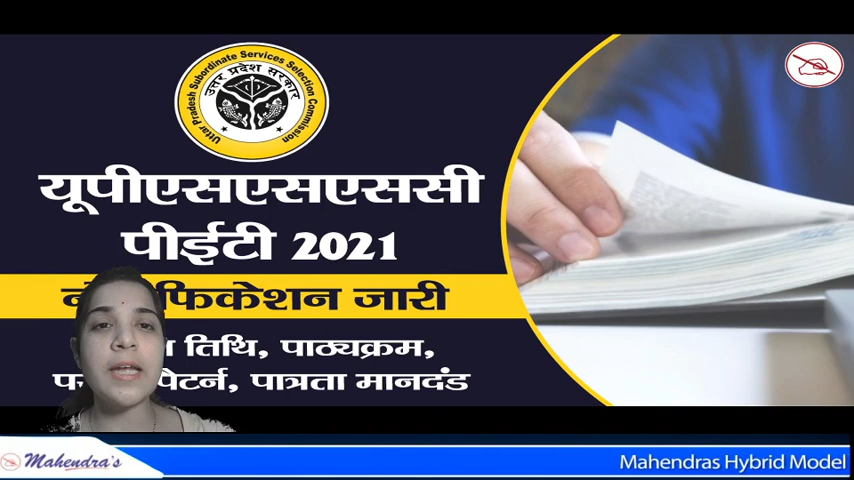 Uttar Pradesh Subordinate Services Selection Commission
उत्तर प्रदेश सरकार
यूपीएसएसएससी
पीईटी 2021
फिकेशन जारी
तिथि, पाठ्यक्रम,
पेटर्न, पात्रता मानदंड
Mahendra's
Mahendras Hybrid Model